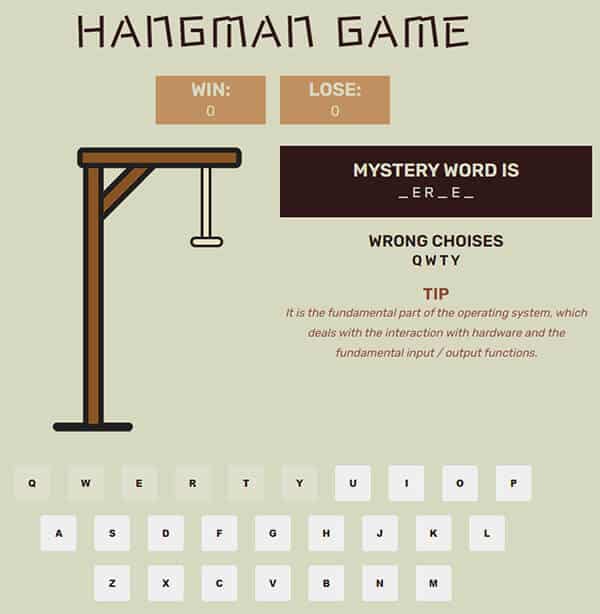 HANGMAN GAME
WIN: LOSE:
0 0
MYSTERY WORD IS
_ER_E_
WRONG CHOISES
QWTY
TIP
It is the fundamental part of the operating system, which
deals with the interaction with hardware and the
fundamental input / output functions.
Q W E R T Y U I O P
A S D F G H J K L
Z X C V B N M